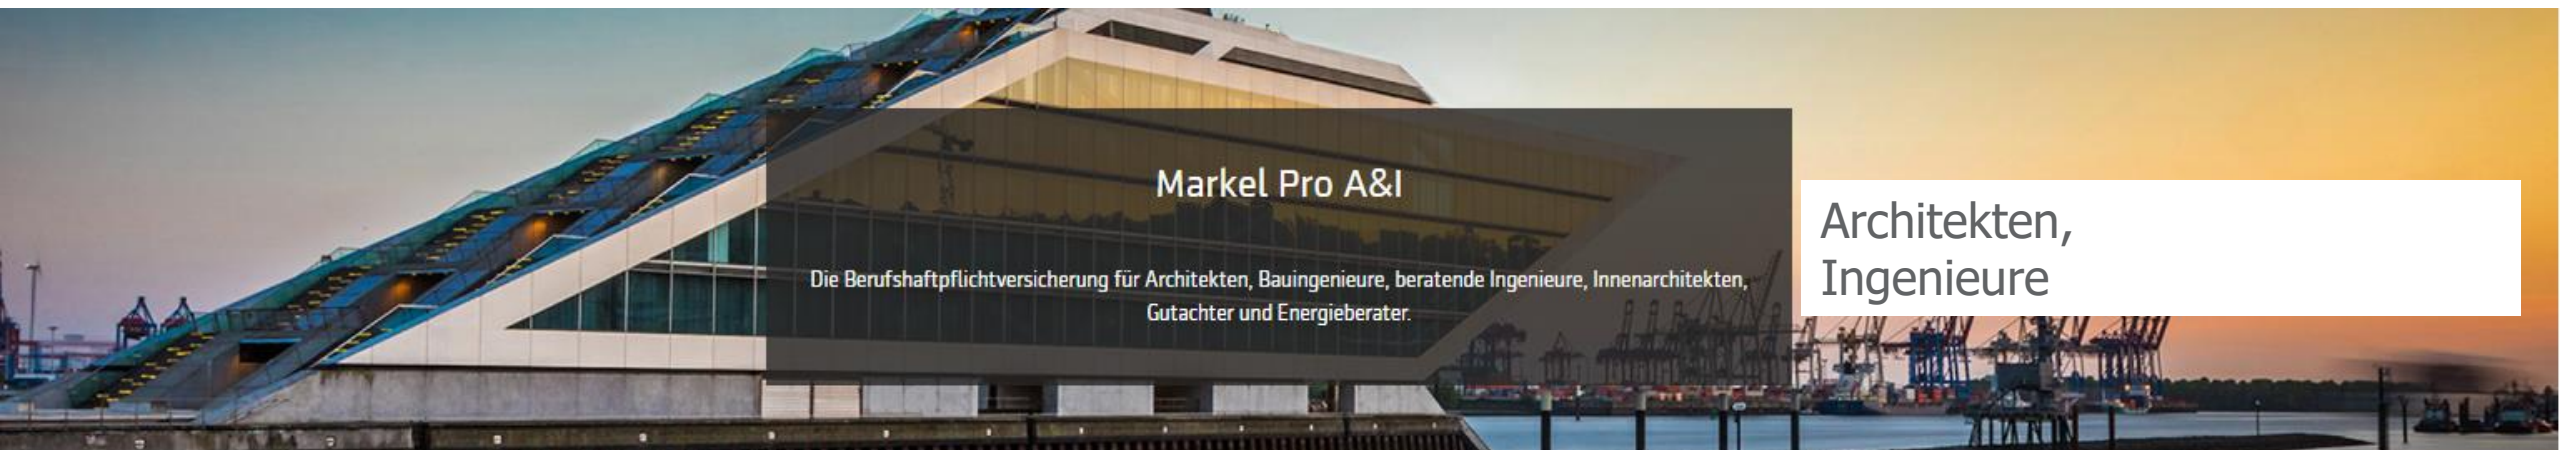 Markel Pro A&I
Die Berufshaftpflichtversicherung für Architekten, Bauingenieure, beratende Ingenieure, Innenarchitekten,
Gutachter und Energieberater.
Architekten,
Ingenieure